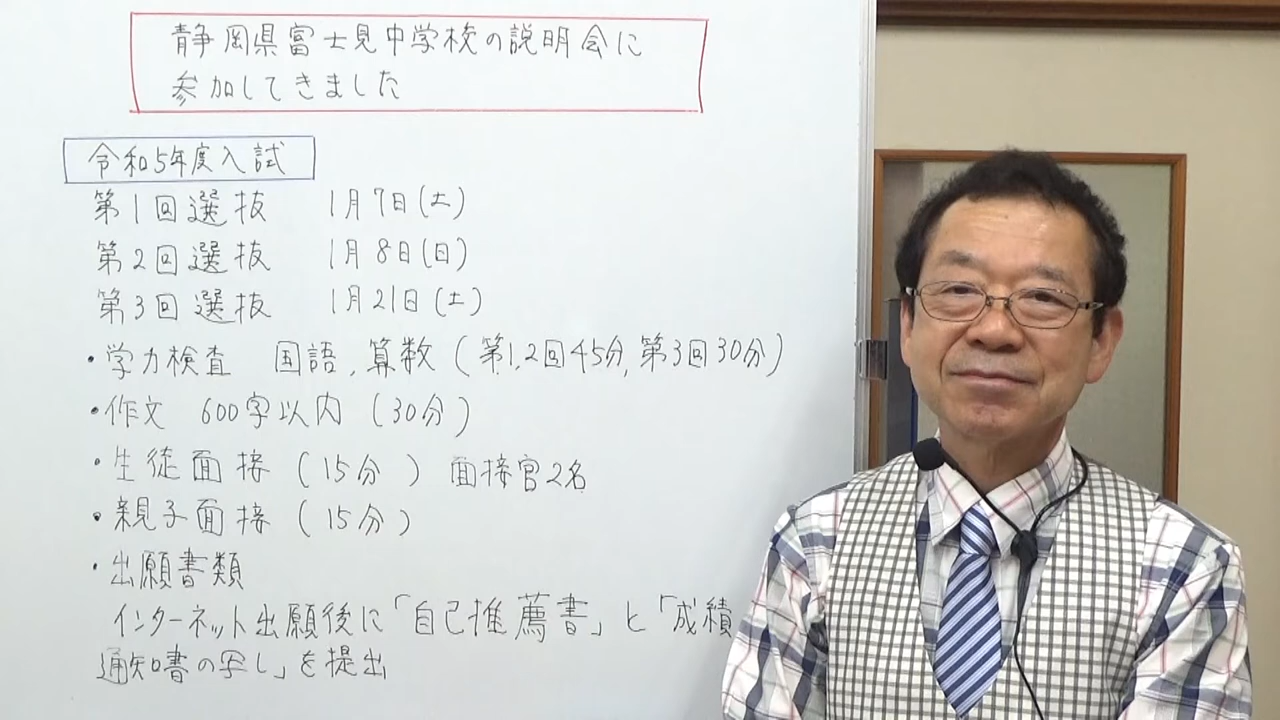 静岡県富士見中学校の説明会に
参加してきました
令和5年度入試
第1回選抜 1月7日(土)
第2回選抜 1月8日(日)
第3回選抜 1月21日(土)
・学力検査 国語、算数(第1,2回45分,第3回30分)
・作文 600字以内(30分)
・生徒面接(15分) 面接官2名
・親子面接(15分)
・出願書類
インターネット出願後に「自己推薦書」と「成績
通知書の写し」を提出